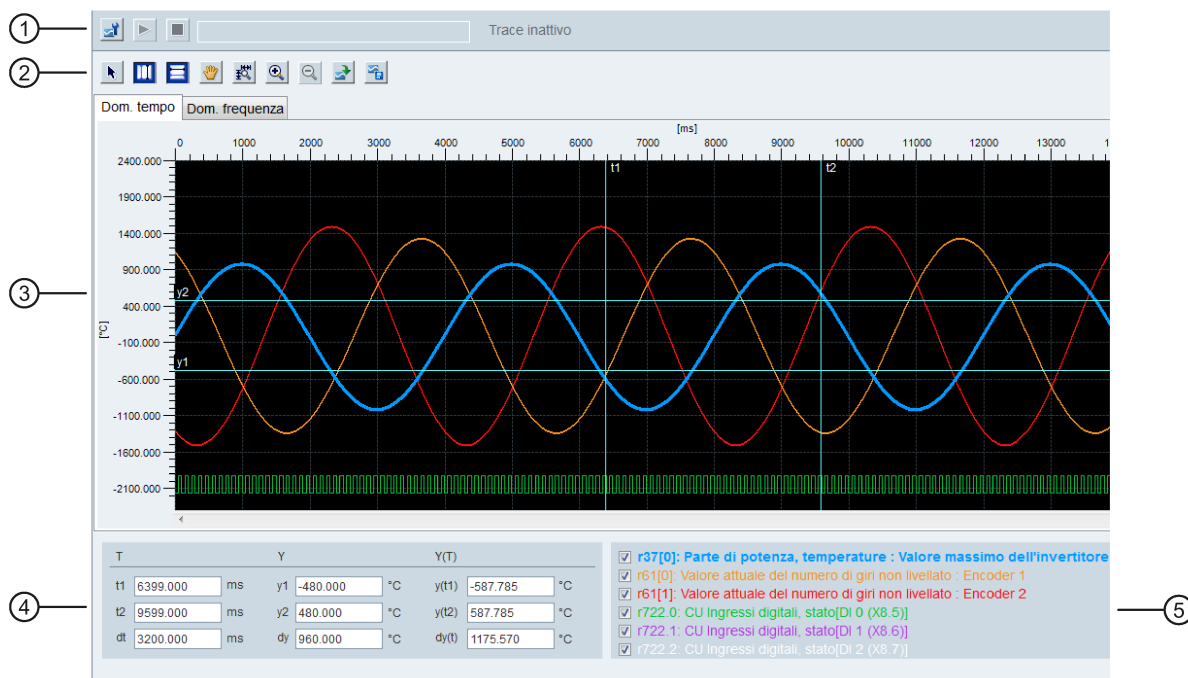 1
Trace inattivo
2
Dom. tempo
Dom. frequenza
[ms]
0 1000 2000 3000 4000 5000 6000 7000 8000 9000 10000 11000 12000 13000 1
2400.000
t1 t2
1900.000
1400.000
900.000
3
y2
400.000
[°C]
-100.000
y1
-600.000
-1100.000
-1600.000
-2100.000
T Y Y(T)
t1 6399.000 ms y1 -480.000 °C y(t1) -587.785 °C
t2 9599.000 ms y2 480.000 °C y(t2) 587.785 °C
dt 3200.000 ms dy 960.000 °C dy(t) 1175.570 °C
4
r37[0]: Parte di potenza, temperature : Valore massimo dell'invertitore
r61[0]: Valore attuale del numero di giri non livellato : Encoder 1
r61[1]: Valore attuale del numero di giri non livellato : Encoder 2
r722.0: CU Ingressi digitali, stato[DI 0 (X8.5)]
r722.1: CU Ingressi digitali, stato[DI 1 (X8.6)]
r722.2: CU Ingressi digitali, stato[DI 2 (X8.7)]
5